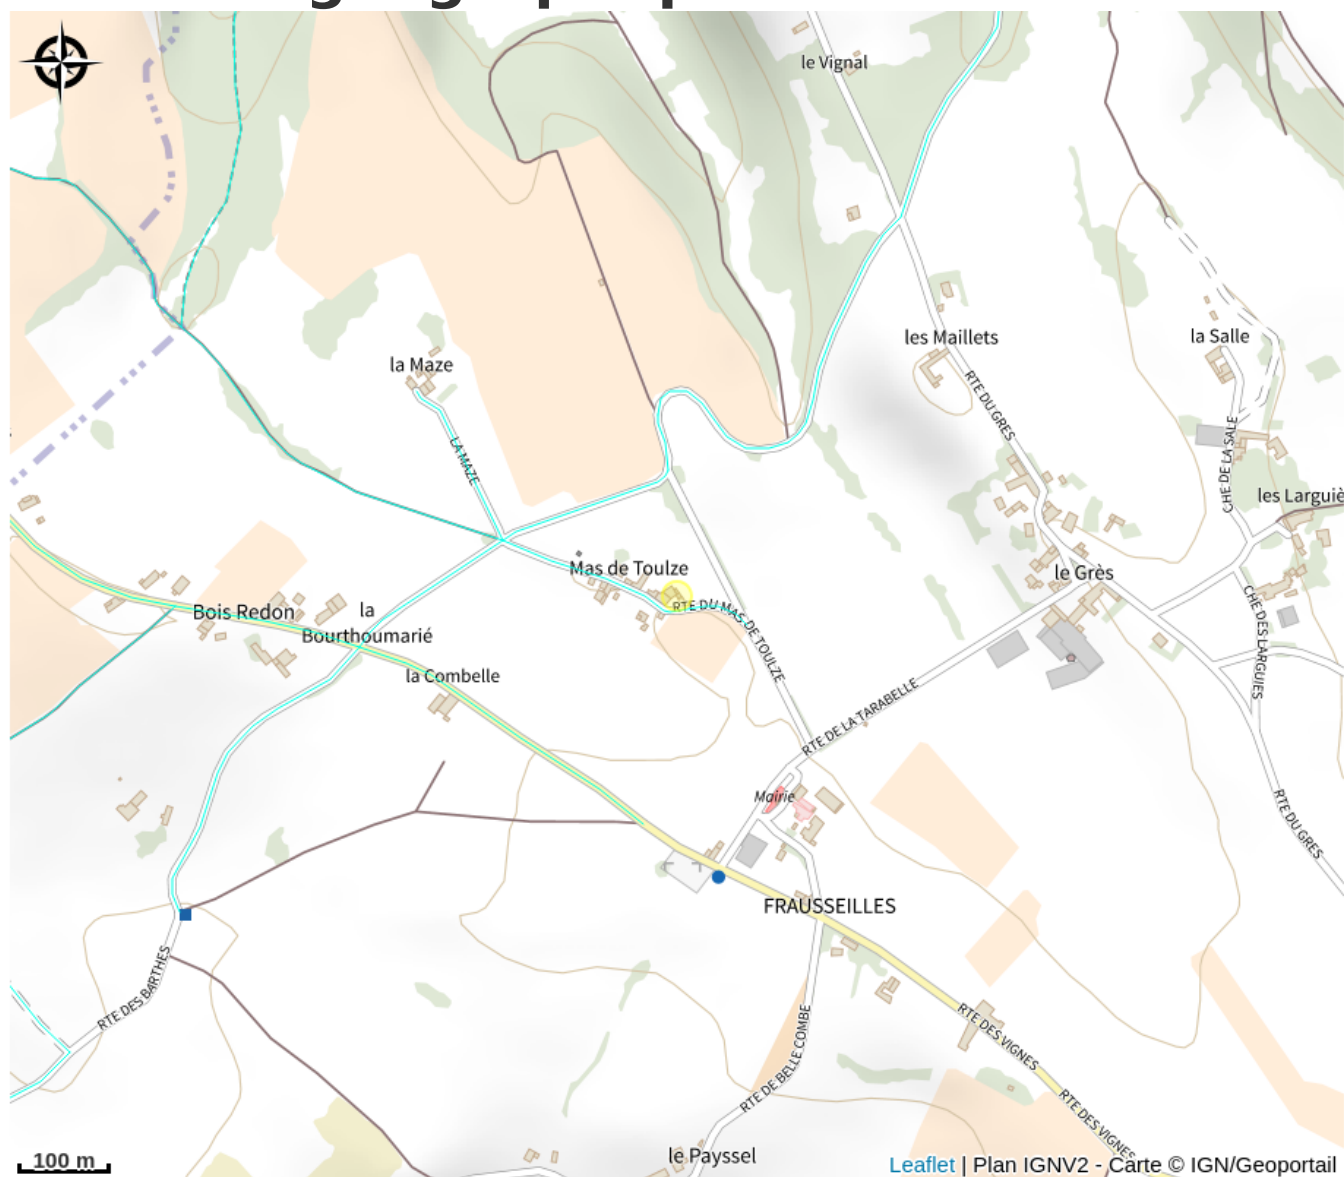 le Vignal
les Maillets
la Salle
la Maze
RTE DU GRES
LA MAZE
CHE DE LA SALE
les Larguiè
Mas de Toulze
le Grès
RTE DU MAS DE TOULZE
Bois Redon
la
Bourthoumarié
CHE DES LARGUIES
la Combelle
RTE DE LA TARABELLE
Mairie
RTE DU GRES
FRAUSSEILLES
RTE DES BARTHES
RTE DES VIGNES
RTE DE BELLE COMBE
RTE DES VIGNES
le Payssel
100 m
Leaflet | Plan IGNV2 - Carte © IGN/Geoportail